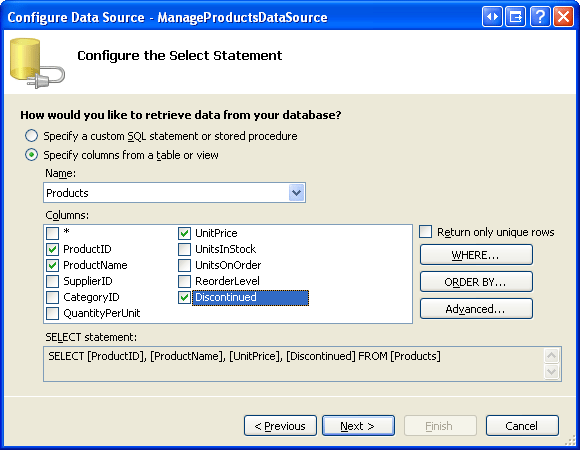 Configure Data Source - ManageProductsDataSource
Configure the Select Statement
How would you like to retrieve data from your database?
Specify a custom SQL statement or stored procedure
Specify columns from a table or view
Name:
Products
Columns:
*
ProductID
ProductName
SupplierID
CategoryID
QuantityPerUnit
UnitPrice
UnitsInStock
UnitsOnOrder
ReorderLevel
Discontinued
Return only unique rows
WHERE...
ORDER BY...
Advanced...
SELECT statement:
SELECT [ProductID], [ProductName], [UnitPrice], [Discontinued] FROM [Products]
< Previous
Next >
Finish
Cancel